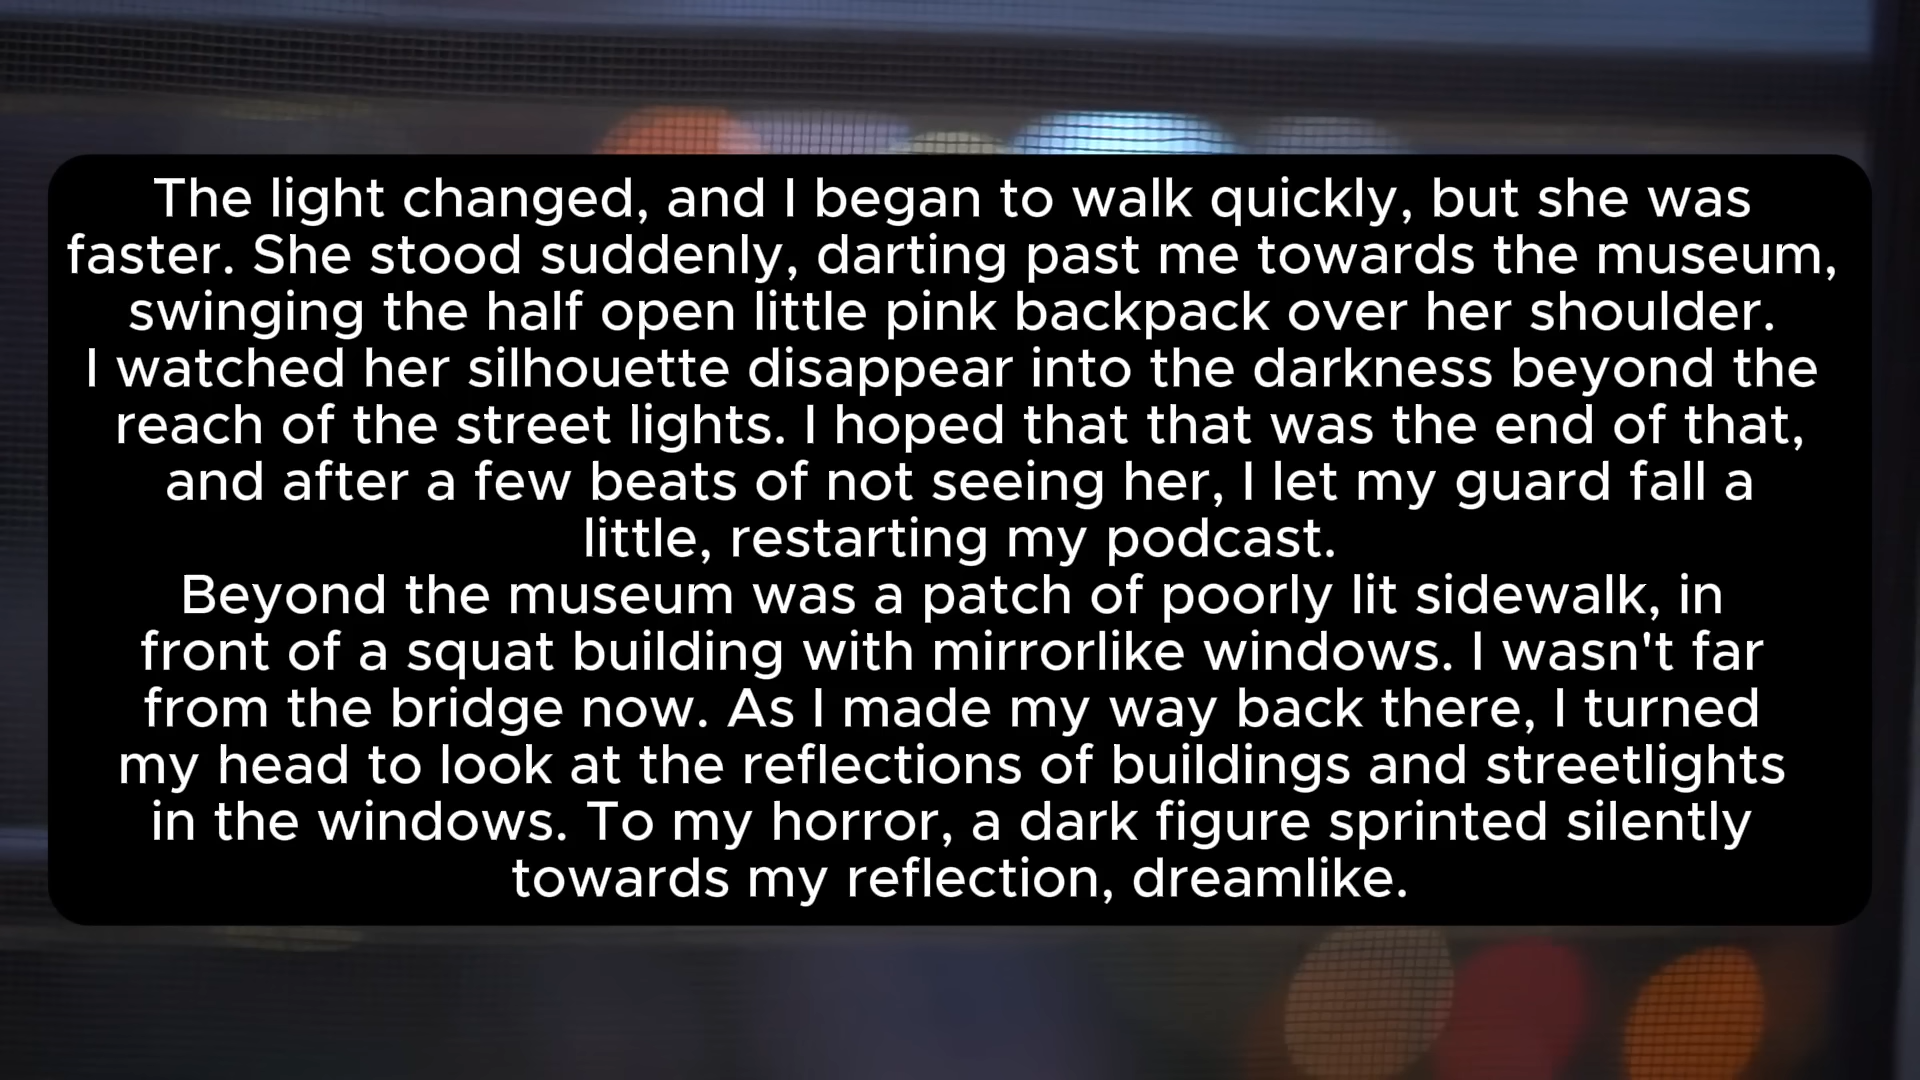 The light changed, and I began to walk quickly, but she was
faster. She stood suddenly, darting past me towards the museum,
swinging the half open little pink backpack over her shoulder.
I watched her silhouette disappear into the darkness beyond the
reach of the street lights. I hoped that that was the end of that,
and after a few beats of not seeing her, I let my guard fall a
little, restarting my podcast.
Beyond the museum was a patch of poorly lit sidewalk, in
front of a squat building with mirrorlike windows. I wasn't far
from the bridge now. As I made my way back there, I turned
my head to look at the reflections of buildings and streetlights
in the windows. To my horror, a dark figure sprinted silently
towards my reflection, dreamlike.